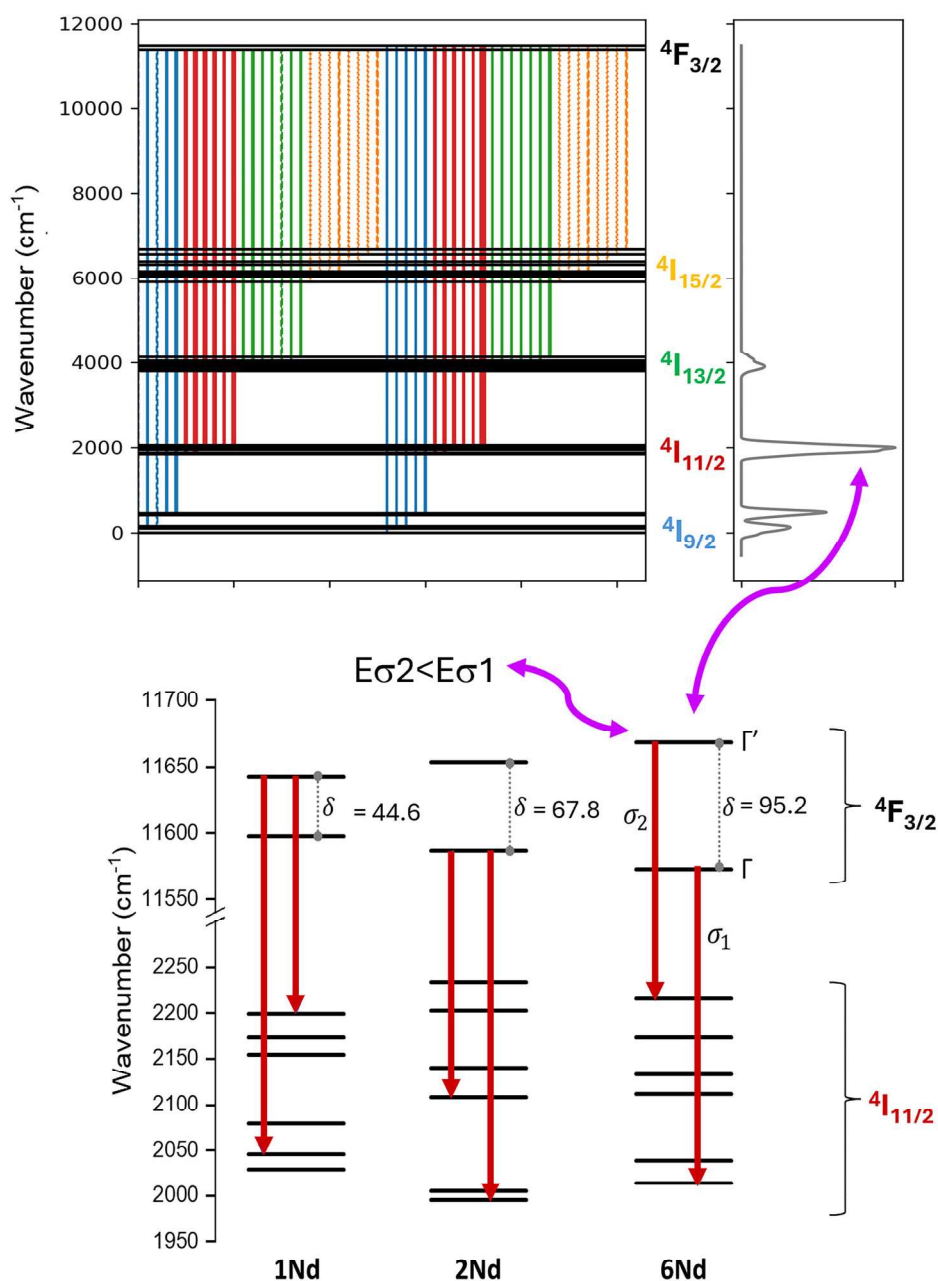 12000
10000
8000
6000
4000
2000
0
Wavenumber (cm⁻¹)
⁴F₃/₂
⁴I₁₅/₂
⁴I₁₃/₂
⁴I₁₁/₂
⁴I₉/₂
Eσ2<Eσ1
11700
11650
11600
11550
2250
2200
2150
2100
2050
2000
1950
Wavenumber (cm⁻¹)
δ = 44.6
δ = 67.8
δ = 95.2
Γ'
Γ
σ₂
σ₁
⁴F₃/₂
⁴I₁₁/₂
1Nd
2Nd
6Nd